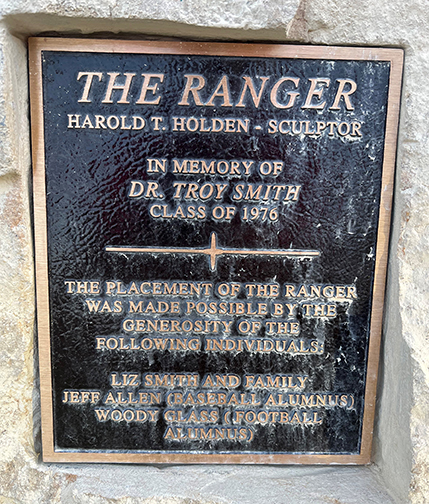 THE RANGER
HAROLD T. HOLDEN - SCULPTOR
IN MEMORY OF
DR. TROY SMITH
CLASS OF 1976
THE PLACEMENT OF THE RANGER
WAS MADE POSSIBLE BY THE
GENEROSITY OF THE
FOLLOWING INDIVIDUALS:
LIZ SMITH AND FAMILY
JEFF ALLEN (BASEBALL ALUMNUS)
WOODY GLASS (FOOTBALL
ALUMNUS)